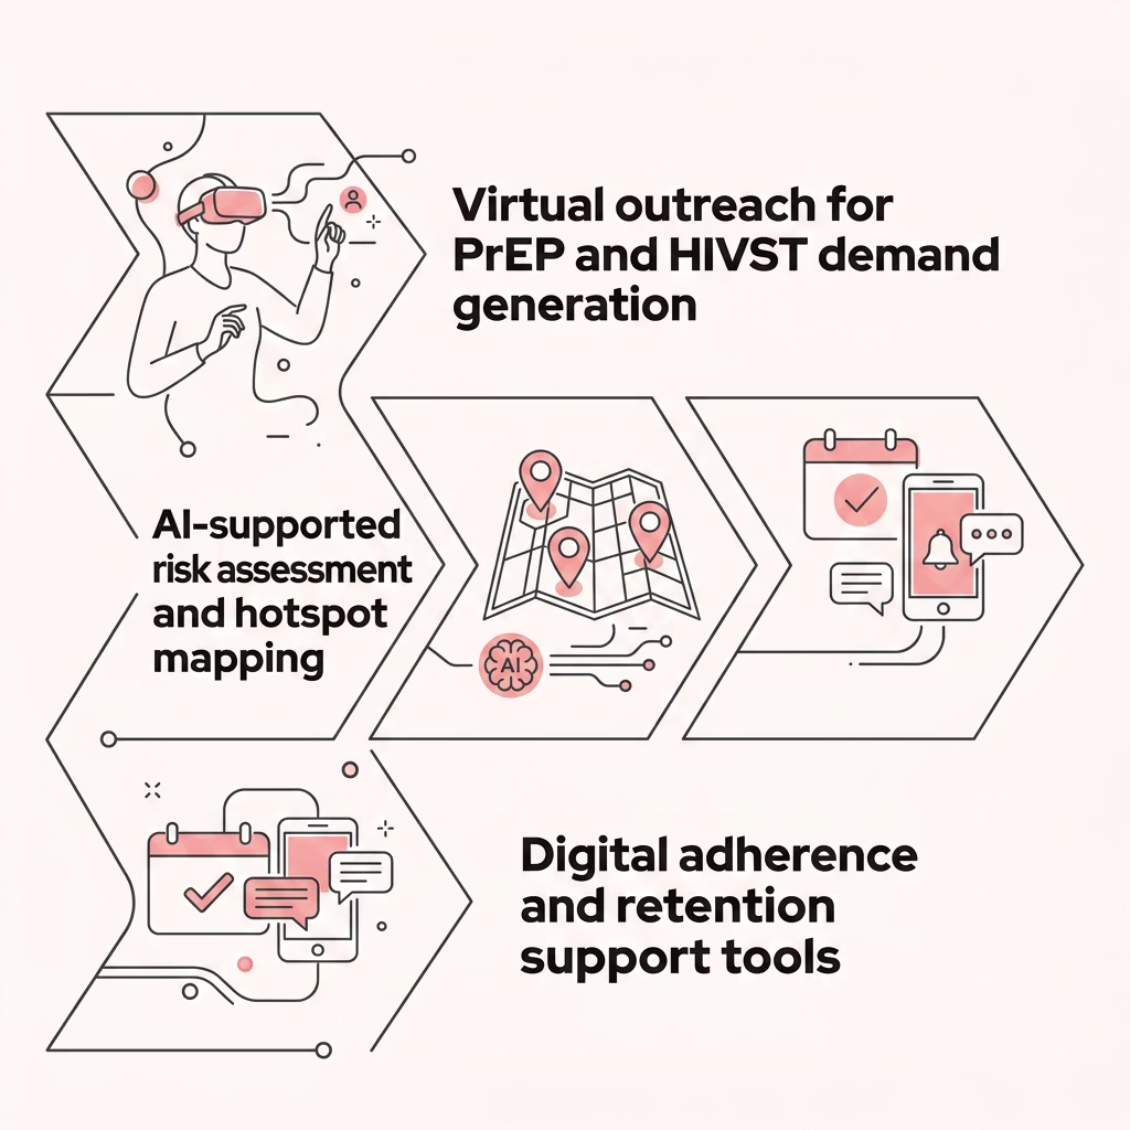 Virtual outreach for
PrEP and HIVST demand
generation
AI-supported
risk assessment
and hotspot
mapping
AI
Digital adherence
and retention
support tools